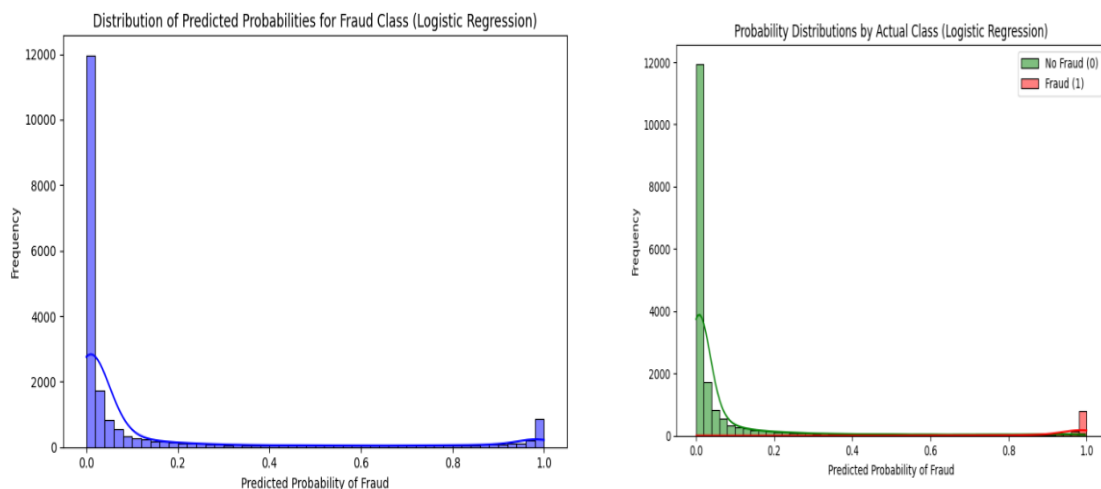 Distribution of Predicted Probabilities for Fraud Class (Logistic Regression)
12000
10000
8000
6000
4000
2000
0
Frequency
0.0 0.2 0.4 0.6 0.8 1.0
Predicted Probability of Fraud
Probability Distributions by Actual Class (Logistic Regression)
No Fraud (0)
Fraud (1)
12000
10000
8000
6000
4000
2000
0
Frequency
0.0 0.2 0.4 0.6 0.8 1.0
Predicted Probability of Fraud